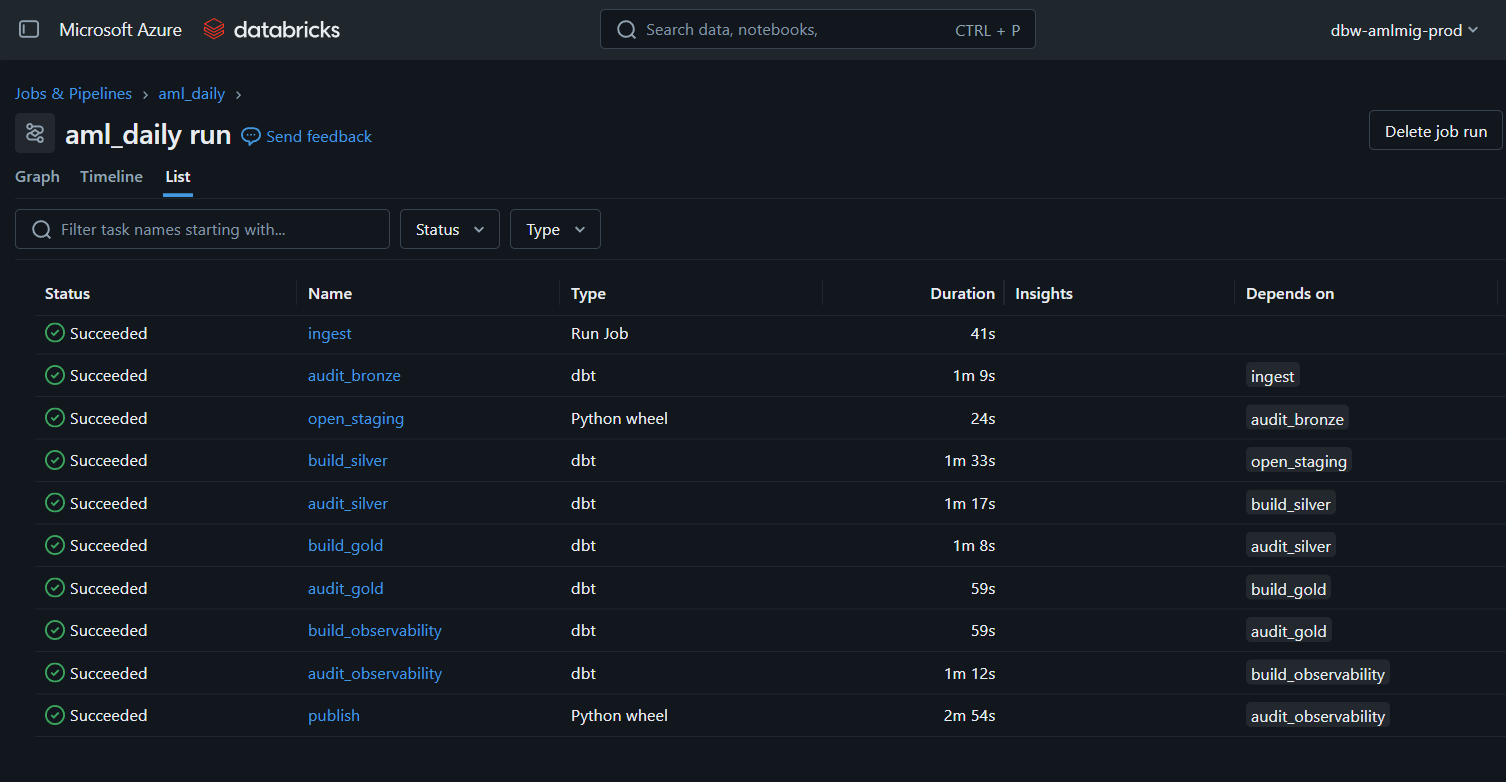 Microsoft Azure databricks Search data, notebooks, CTRL + P dbw-amlmig-prod
Jobs & Pipelines › aml_daily ›
aml_daily run Send feedback Delete job run
Graph Timeline List
Filter task names starting with... Status Type
Status Name Type Duration Insights Depends on
Succeeded ingest Run Job 41s
Succeeded audit_bronze dbt 1m 9s ingest
Succeeded open_staging Python wheel 24s audit_bronze
Succeeded build_silver dbt 1m 33s open_staging
Succeeded audit_silver dbt 1m 17s build_silver
Succeeded build_gold dbt 1m 8s audit_silver
Succeeded audit_gold dbt 59s build_gold
Succeeded build_observability dbt 59s audit_gold
Succeeded audit_observability dbt 1m 12s build_observability
Succeeded publish Python wheel 2m 54s audit_observability